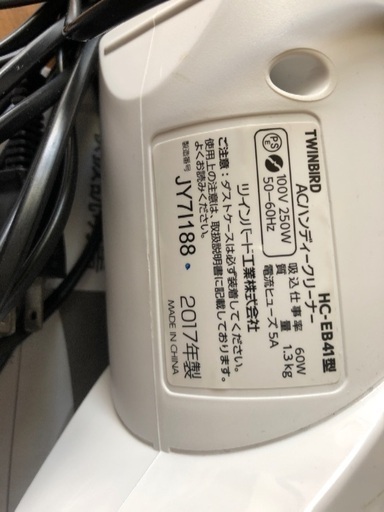 TWINBIRD
ACハンディークリーナー HC-EB41型
PSE 100V 250W 吸込仕事率 60W
50-60Hz 質量 1.3kg
電流ヒューズ 5A
ツインバード工業株式会社
ご注意:ダストケースは必ず装着してください。
使用上の注意は、取扱説明書に記載しております。
よくお読みください。
製造番号 JY7I188 2017年製
MADE IN CHINA